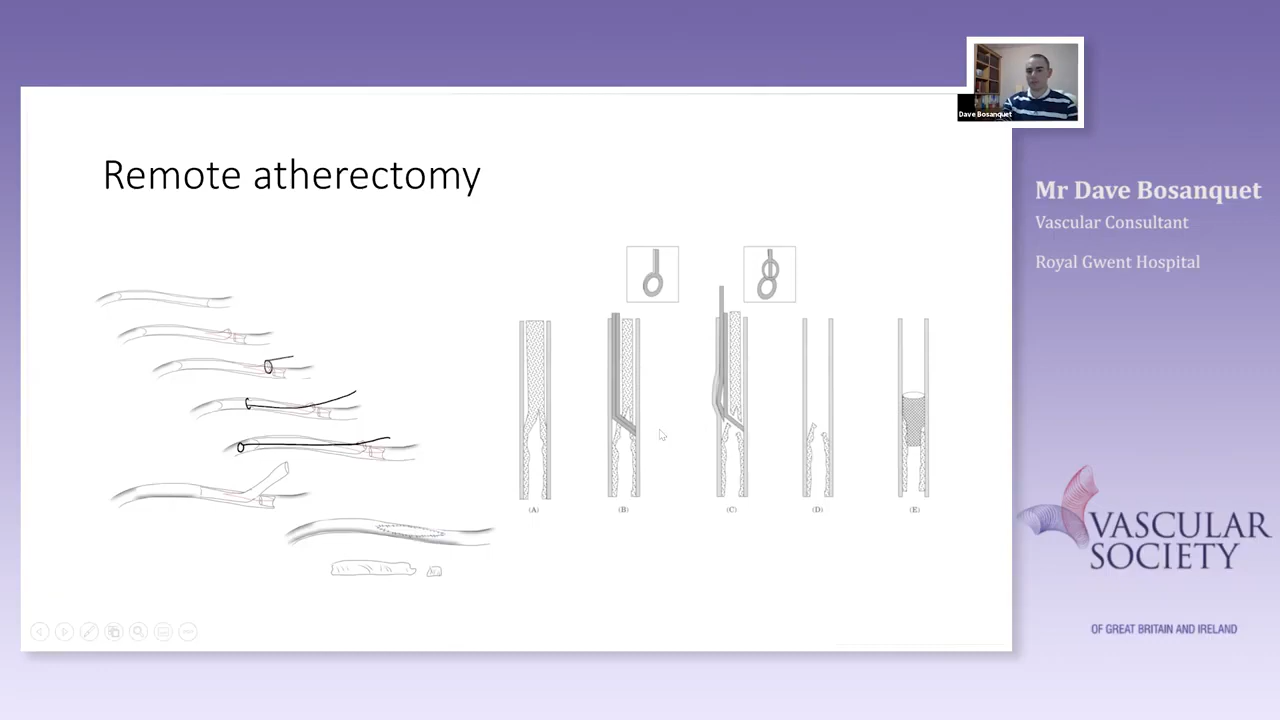 Remote atherectomy
(A)
(B)
(C)
(D)
(E)
Dave Bosanquet
Mr Dave Bosanquet
Vascular Consultant
Royal Gwent Hospital
VASCULAR
SOCIETY
OF GREAT BRITAIN AND IRELAND